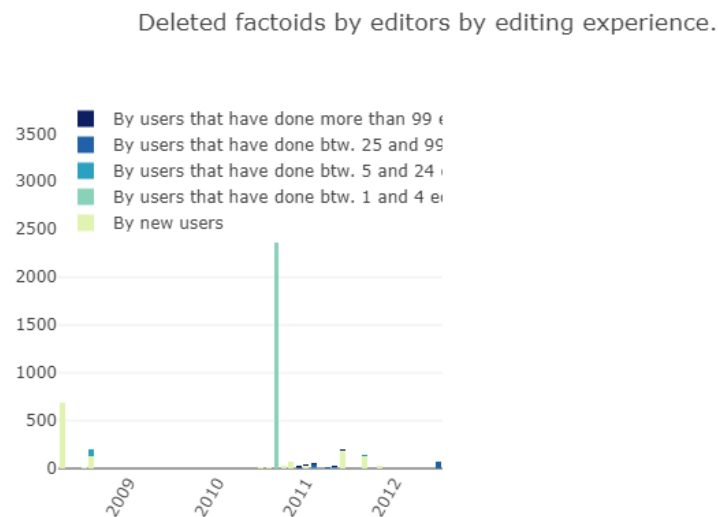 Deleted factoids by editors by editing experience.
By users that have done more than 99
By users that have done btw. 25 and 99
By users that have done btw. 5 and 24
By users that have done btw. 1 and 4
By new users
3500
3000
2500
2000
1500
1000
500
0
2009
2010
2011
2012